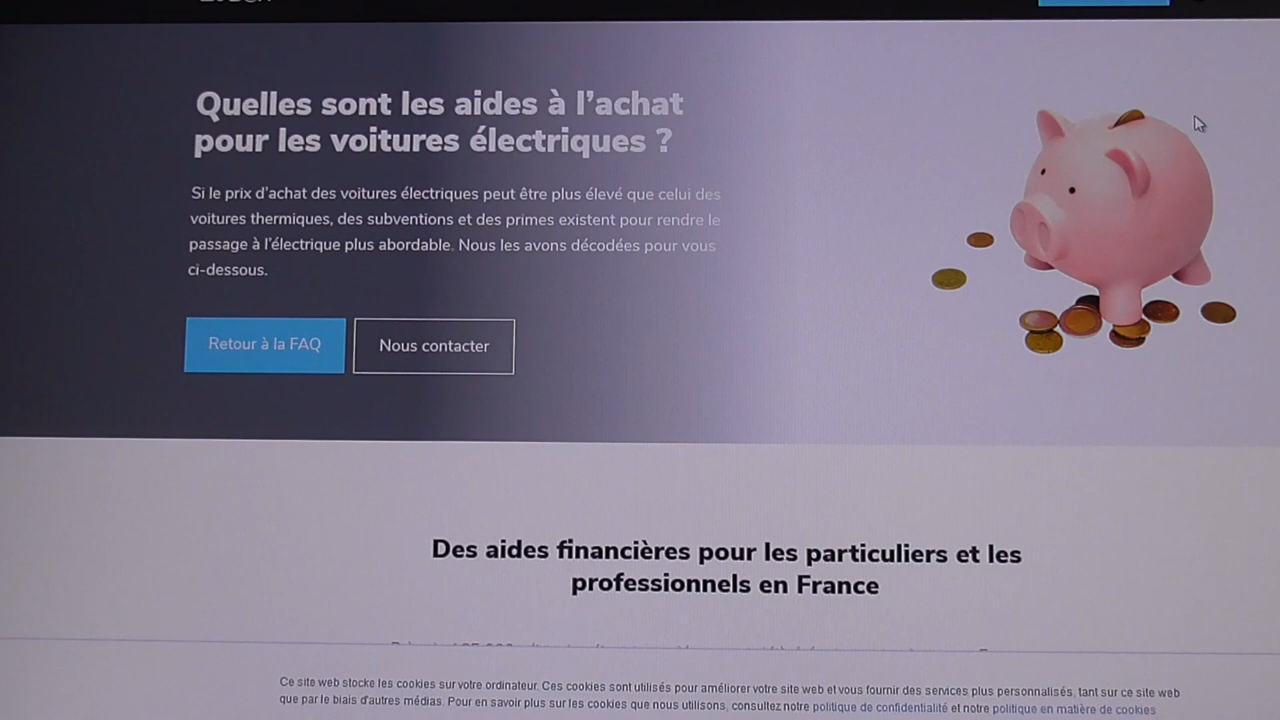 Quelles sont les aides à l'achat
pour les voitures électriques ?
Si le prix d'achat des voitures électriques peut être plus élevé que celui des
voitures thermiques, des subventions et des primes existent pour rendre le
passage à l'électrique plus abordable. Nous les avons décodées pour vous
ci-dessous.
Retour à la FAQ
Nous contacter
Des aides financières pour les particuliers et les
professionnels en France
Ce site web stocke les cookies sur votre ordinateur. Ces cookies sont utilisés pour améliorer votre site web et vous fournir des services plus personnalisés, tant sur ce site web
que par le biais d'autres médias. Pour en savoir plus sur les cookies que nous utilisons, consultez notre politique de confidentialité et notre politique en matière de cookies